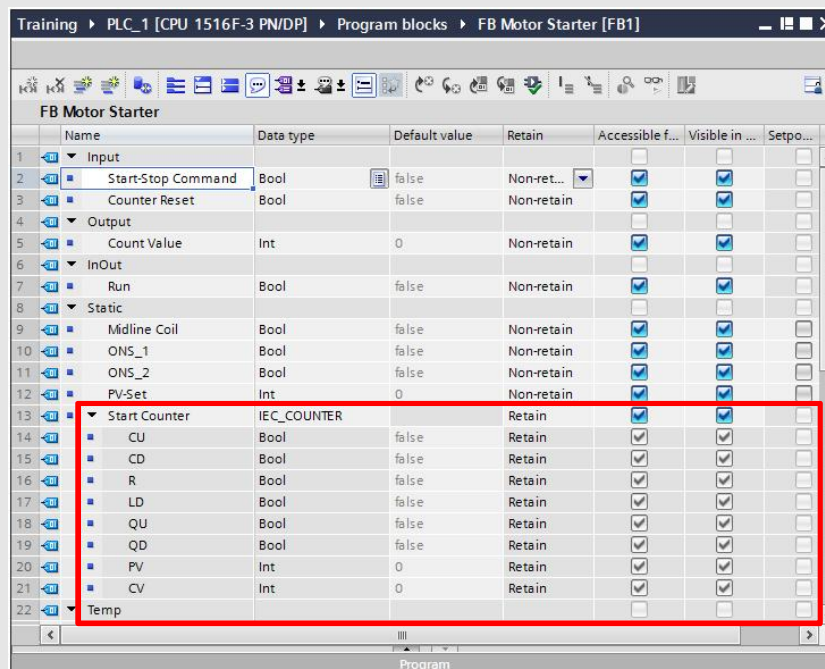 Training ▸ PLC_1 [CPU 1516F-3 PN/DP] ▸ Program blocks ▸ FB Motor Starter [FB1]
FB Motor Starter
Name Data type Default value Retain Accessible f... Visible in ... Setpo...
1 Input
2 Start-Stop Command Bool false Non-ret...
3 Counter Reset Bool false Non-retain
4 Output
5 Count Value Int 0 Non-retain
6 InOut
7 Run Bool false Non-retain
8 Static
9 Midline Coil Bool false Non-retain
10 ONS_1 Bool false Non-retain
11 ONS_2 Bool false Non-retain
12 PV-Set Int 0 Non-retain
13 Start Counter IEC_COUNTER Retain
14 CU Bool false Retain
15 CD Bool false Retain
16 R Bool false Retain
17 LD Bool false Retain
18 QU Bool false Retain
19 QD Bool false Retain
20 PV Int 0 Retain
21 CV Int 0 Retain
22 Temp
Program